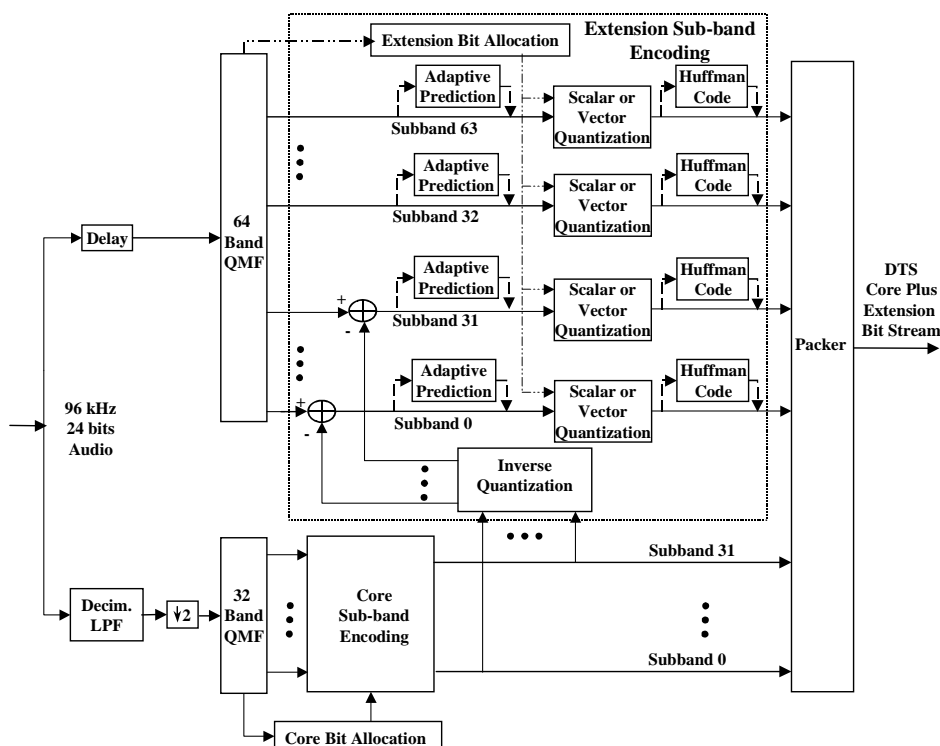 Extension Bit Allocation
Extension Sub-band
Encoding
Adaptive
Prediction
Huffman
Code
Scalar or
Vector
Quantization
Subband 63
Adaptive
Prediction
Huffman
Code
Scalar or
Vector
Quantization
Subband 32
64
Band
QMF
Delay
Adaptive
Prediction
Huffman
Code
Scalar or
Vector
Quantization
+
-
Subband 31
DTS
Core Plus
Extension
Bit Stream
Packer
Adaptive
Prediction
Huffman
Code
Scalar or
Vector
Quantization
+
-
Subband 0
96 kHz
24 bits
Audio
Inverse
Quantization
Subband 31
Decim.
LPF
↓2
32
Band
QMF
Core
Sub-band
Encoding
Subband 0
Core Bit Allocation